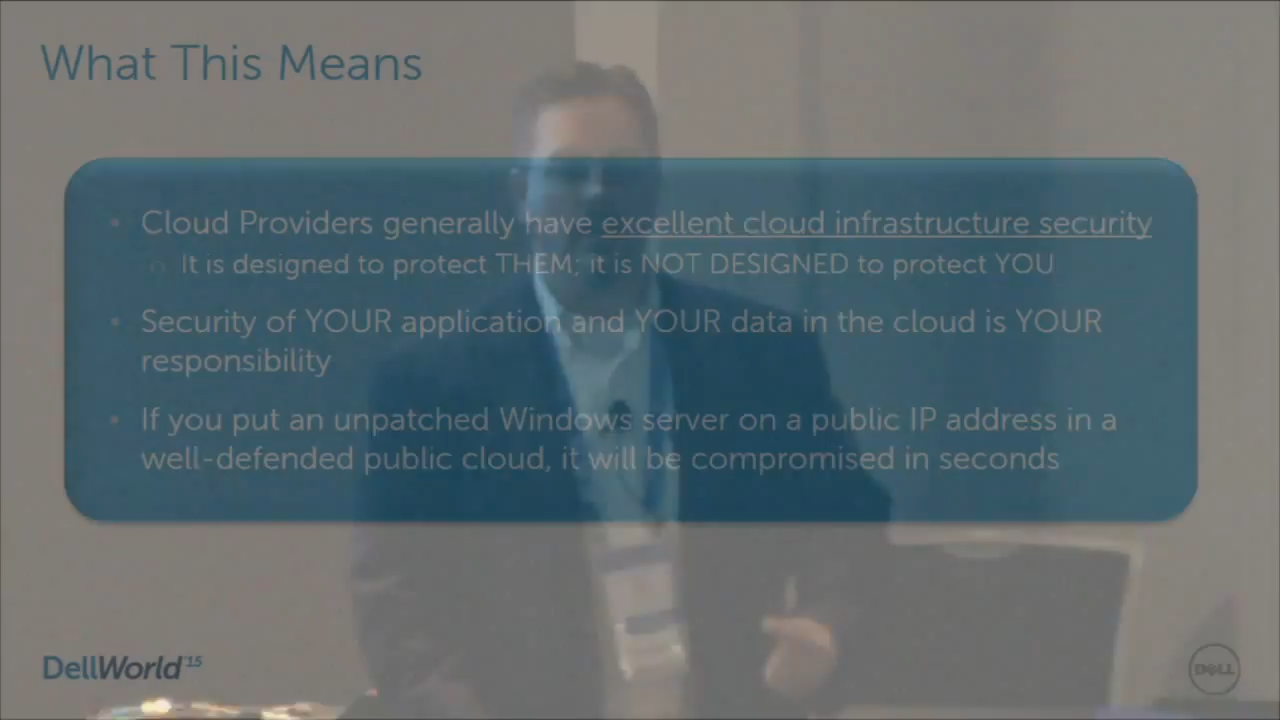 What This Means
Cloud Providers generally have excellent cloud infrastructure security
It is designed to protect THEM; it is NOT DESIGNED to protect YOU
Security of YOUR application and YOUR data in the cloud is YOUR
responsibility
If you put an unpatched Windows server on a public IP address in a
well-defended public cloud, it will be compromised in seconds
DellWorld'15
DELL